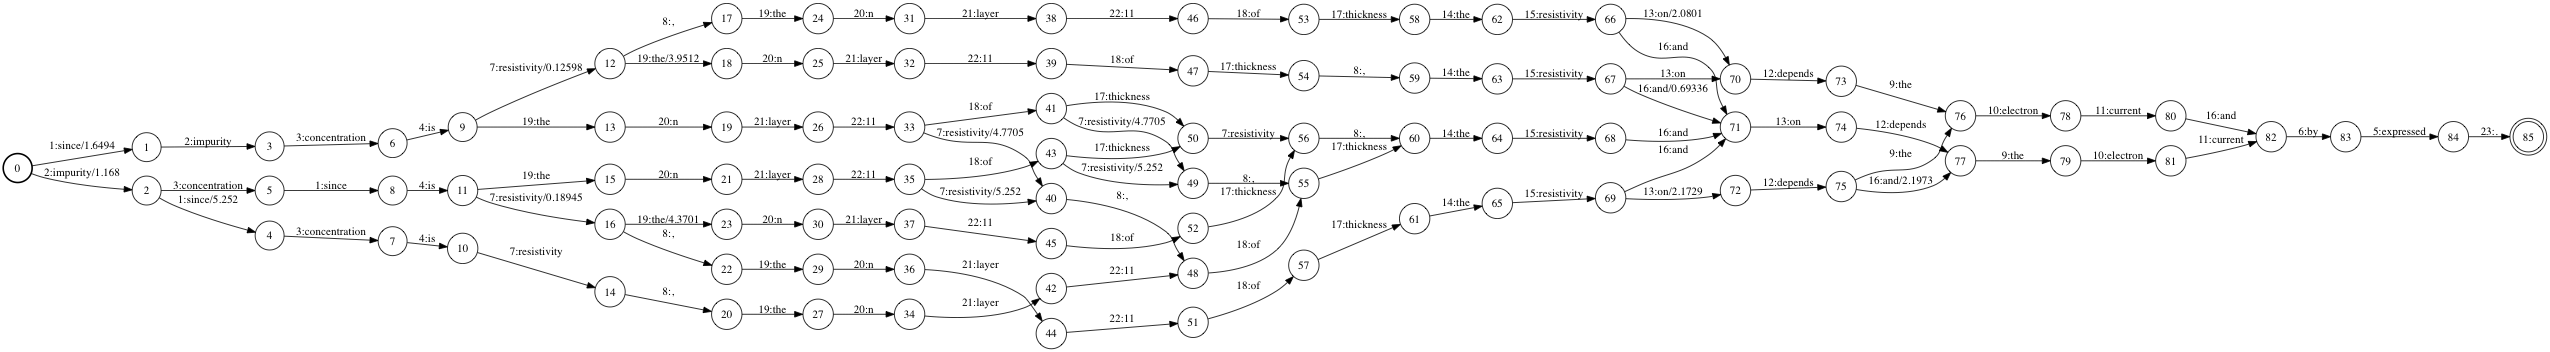 0
1:since/1.6494
2:impurity/1.168
1
2
2:impurity
3:concentration
1:since/5.252
3
5
4
3:concentration
1:since
3:concentration
6
8
7
4:is
4:is
4:is
9
11
10
7:resistivity/0.12598
19:the
19:the
7:resistivity/0.18945
7:resistivity
12
13
15
16
14
8:,
19:the/3.9512
20:n
20:n
19:the/4.3701
8:,
8:,
17
18
19
21
23
22
20
19:the
20:n
21:layer
21:layer
20:n
19:the
19:the
24
25
26
28
30
29
27
20:n
21:layer
22:11
22:11
21:layer
20:n
20:n
31
32
33
35
37
36
34
21:layer
22:11
18:of
7:resistivity/4.7705
18:of
7:resistivity/5.252
22:11
21:layer
21:layer
38
39
41
43
40
45
42
44
22:11
18:of
17:thickness
7:resistivity/4.7705
17:thickness
7:resistivity/5.252
8:,
18:of
22:11
22:11
46
47
50
49
52
48
51
18:of
17:thickness
7:resistivity
8:,
17:thickness
18:of
18:of
53
54
56
55
57
17:thickness
8:,
8:,
17:thickness
17:thickness
58
59
60
61
14:the
14:the
14:the
14:the
62
63
64
65
15:resistivity
15:resistivity
15:resistivity
15:resistivity
66
67
68
69
13:on/2.0801
16:and
13:on
16:and/0.69336
16:and
16:and
13:on/2.1729
70
71
72
12:depends
13:on
12:depends
73
74
75
9:the
12:depends
9:the
16:and/2.1973
76
77
10:electron
9:the
78
79
11:current
10:electron
80
81
16:and
11:current
82
6:by
83
5:expressed
84
23:.
85